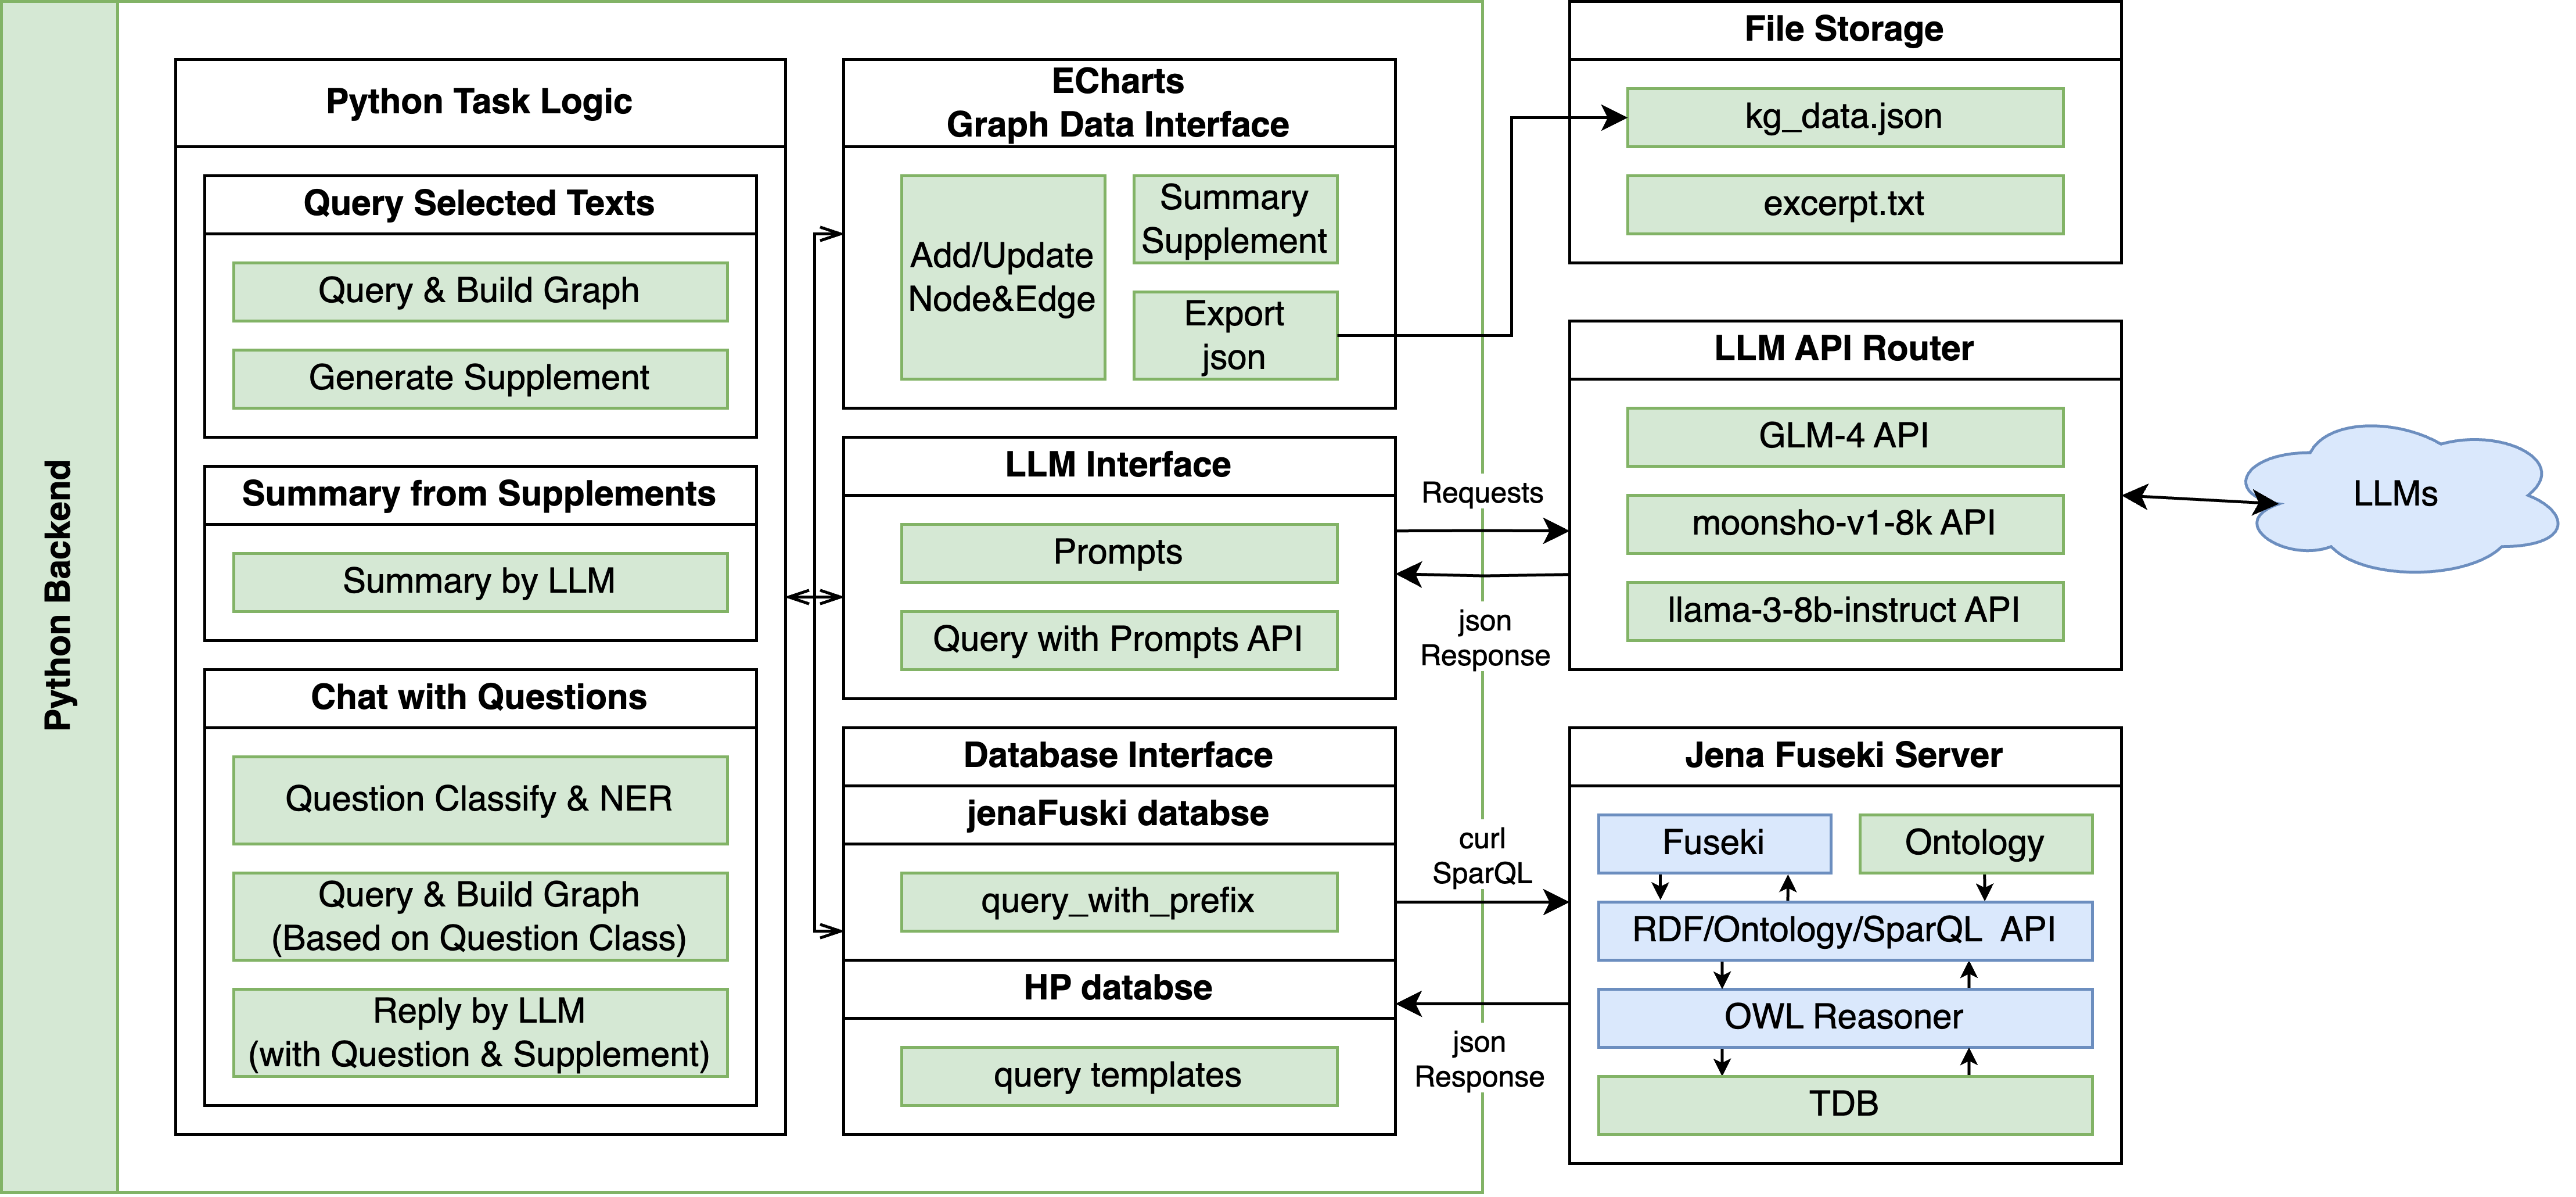 Python Backend
Python Task Logic
Query Selected Texts
Query & Build Graph
Generate Supplement
Summary from Supplements
Summary by LLM
Chat with Questions
Question Classify & NER
Query & Build Graph
(Based on Question Class)
Reply by LLM
(with Question & Supplement)
ECharts
Graph Data Interface
Add/Update
Node&Edge
Summary
Supplement
Export
json
LLM Interface
Prompts
Query with Prompts API
Database Interface
jenaFuski databse
query_with_prefix
HP databse
query templates
Requests
json
Response
curl
SparQL
json
Response
File Storage
kg_data.json
excerpt.txt
LLM API Router
GLM-4 API
moonsho-v1-8k API
llama-3-8b-instruct API
LLMs
Jena Fuseki Server
Fuseki
Ontology
RDF/Ontology/SparQL API
OWL Reasoner
TDB